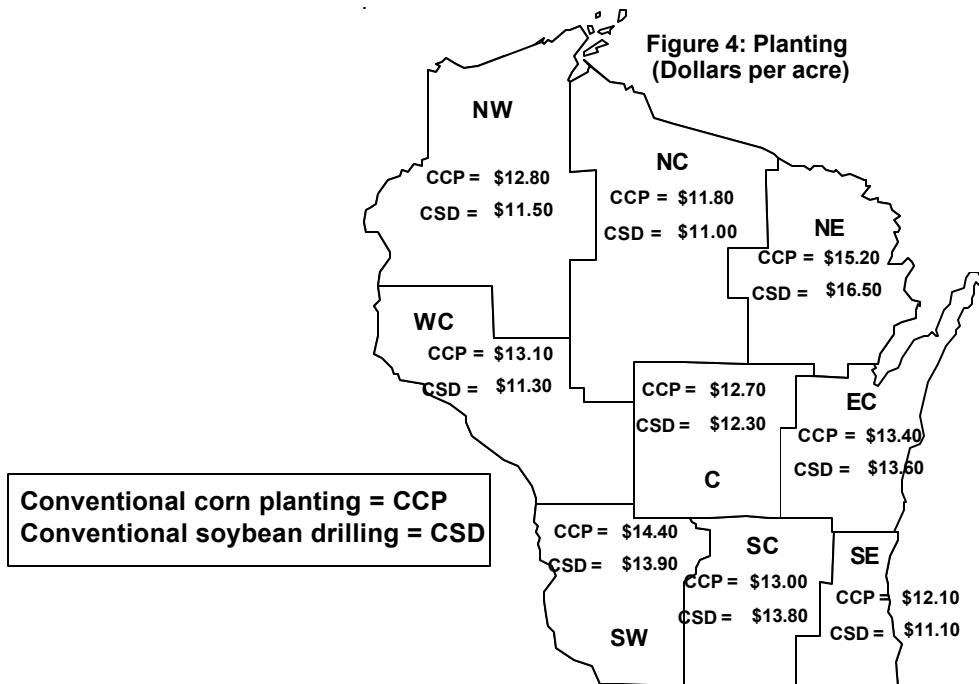 Figure 4: Planting
(Dollars per acre)
NW
CCP = $12.80
CSD = $11.50
NC
CCP = $11.80
CSD = $11.00
NE
CCP = $15.20
CSD = $16.50
WC
CCP = $13.10
CSD = $11.30
CCP = $12.70
CSD = $12.30
C
EC
CCP = $13.40
CSD = $13.60
Conventional corn planting = CCP
Conventional soybean drilling = CSD
CCP = $14.40
CSD = $13.90
SW
SC
CCP = $13.00
CSD = $13.80
SE
CCP = $12.10
CSD = $11.10